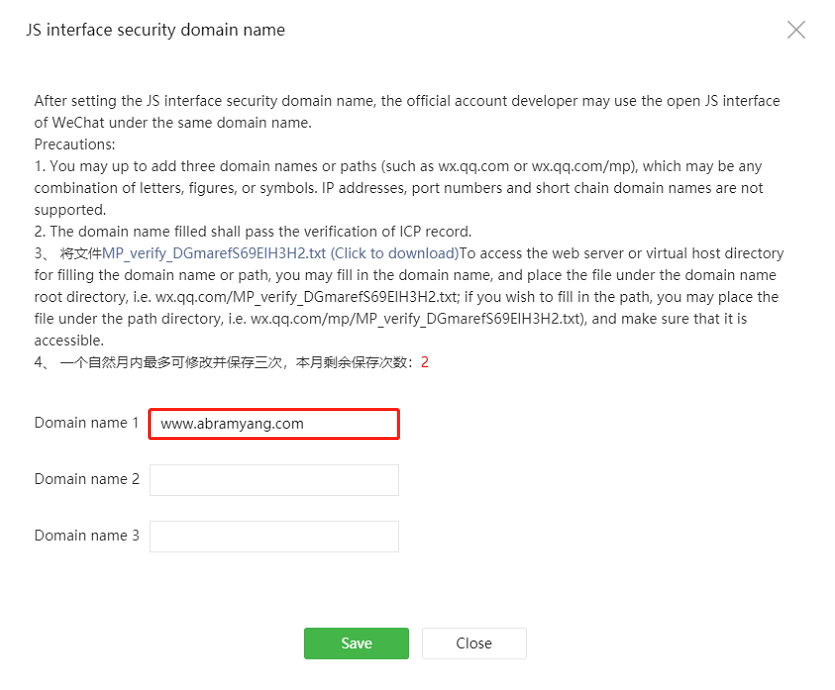 JS interface security domain name
After setting the JS interface security domain name, the official account developer may use the open JS interface
of WeChat under the same domain name.
Precautions:
1. You may up to add three domain names or paths (such as wx.qq.com or wx.qq.com/mp), which may be any
combination of letters, figures, or symbols. IP addresses, port numbers and short chain domain names are not
supported.
2. The domain name filled shall pass the verification of ICP record.
3、 将文件MP_verify_DGmarefS69ElH3H2.txt (Click to download)To access the web server or virtual host directory
for filling the domain name or path, you may fill in the domain name, and place the file under the domain name
root directory, i.e. wx.qq.com/MP_verify_DGmarefS69ElH3H2.txt; if you wish to fill in the path, you may place the
file under the path directory, i.e. wx.qq.com/mp/MP_verify_DGmarefS69ElH3H2.txt), and make sure that it is
accessible.
4、 一个自然月内最多可修改并保存三次，本月剩余保存次数：2
Domain name 1 www.abramyang.com
Domain name 2
Domain name 3
Save Close